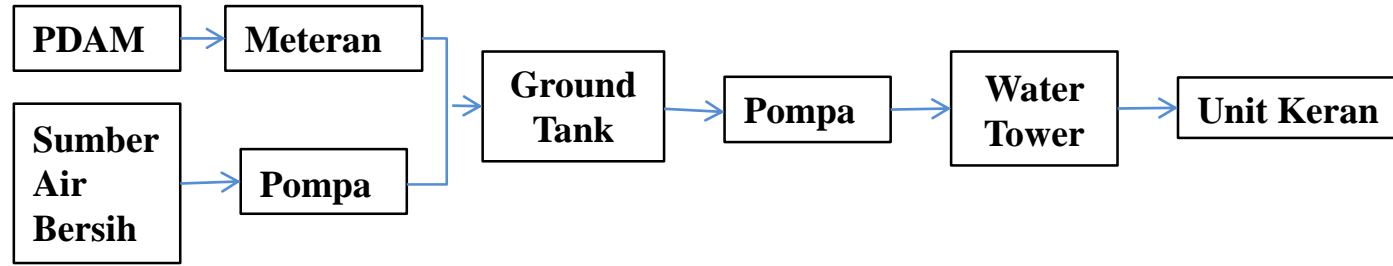 PDAM
Meteran
Sumber
Air
Bersih
Pompa
Ground
Tank
Pompa
Water
Tower
Unit Keran